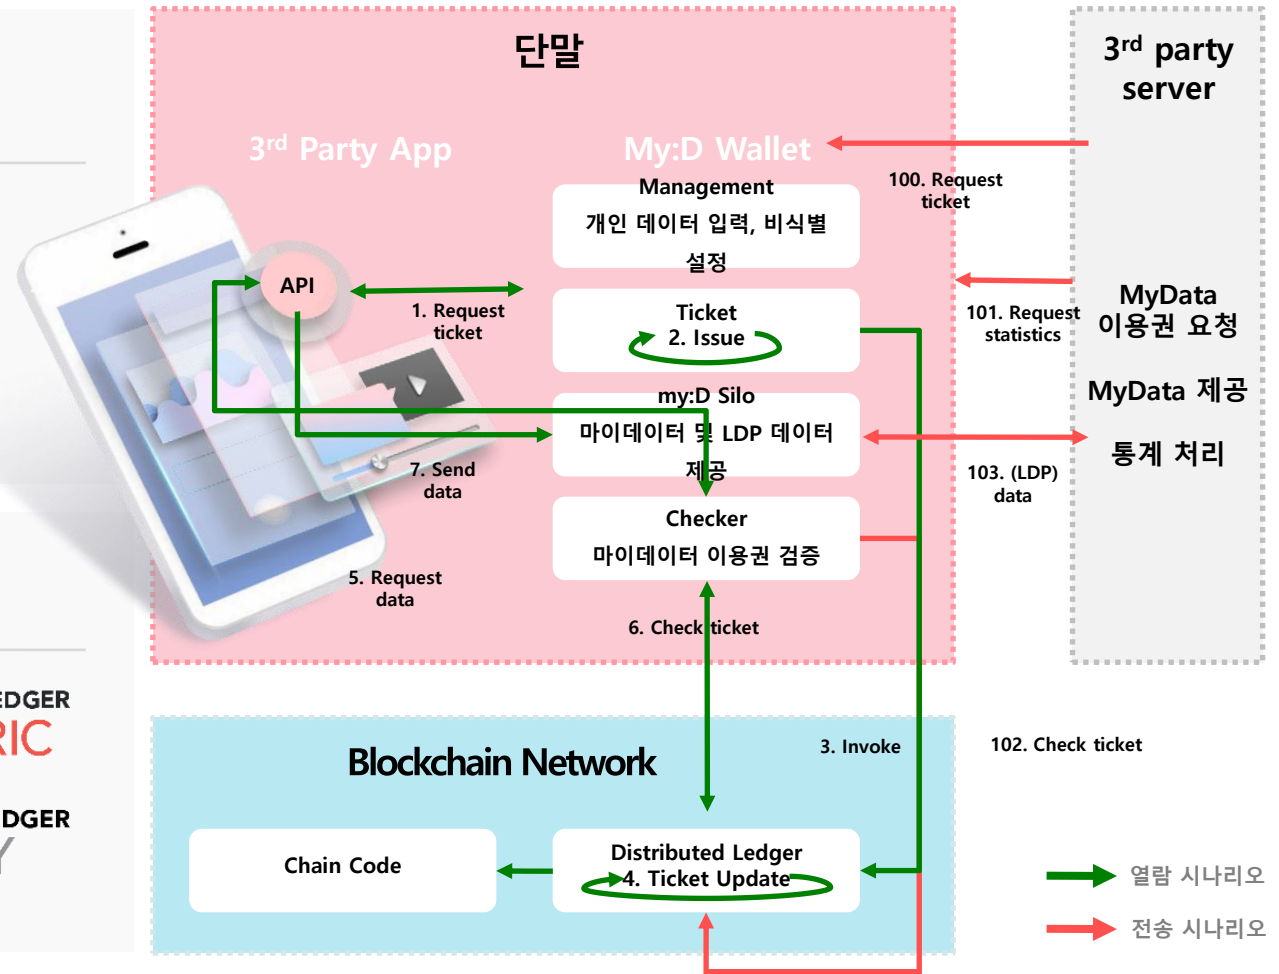 단말
3rd party
server
3rd Party App
My:D Wallet
100. Request
ticket
Management
개인 데이터 입력, 비식별
설정
API
1. Request
ticket
Ticket
2. Issue
101. Request
statistics
MyData
이용권 요청
MyData 제공
통계 처리
my:D Silo
마이데이터 및 LDP 데이터
제공
7. Send
data
103. (LDP)
data
Checker
마이데이터 이용권 검증
5. Request
data
6. Check ticket
EDGER
RIC
DGER
Y
Blockchain Network
3. Invoke
102. Check ticket
Chain Code
Distributed Ledger
4. Ticket Update
열람 시나리오
전송 시나리오